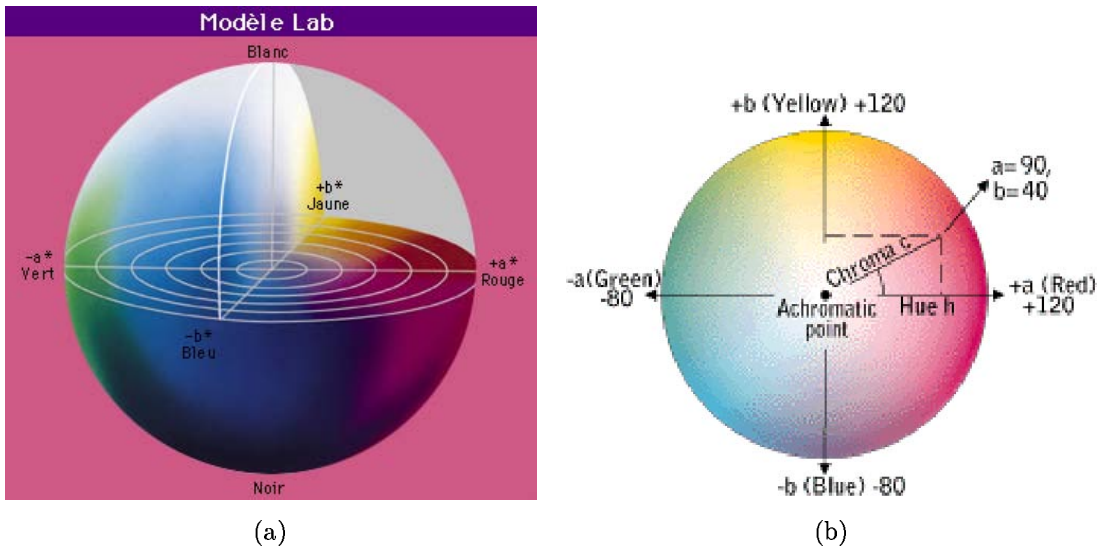 Modèle Lab
Blanc
+b*
Jaune
-a*
Vert
+a*
Rouge
-b*
Bleu
Noir
(a)
+b (Yellow) +120
a=90,
b=40
Chroma c
-a(Green)
-80
+a (Red)
+120
Hue h
Achromatic
point
-b (Blue) -80
(b)